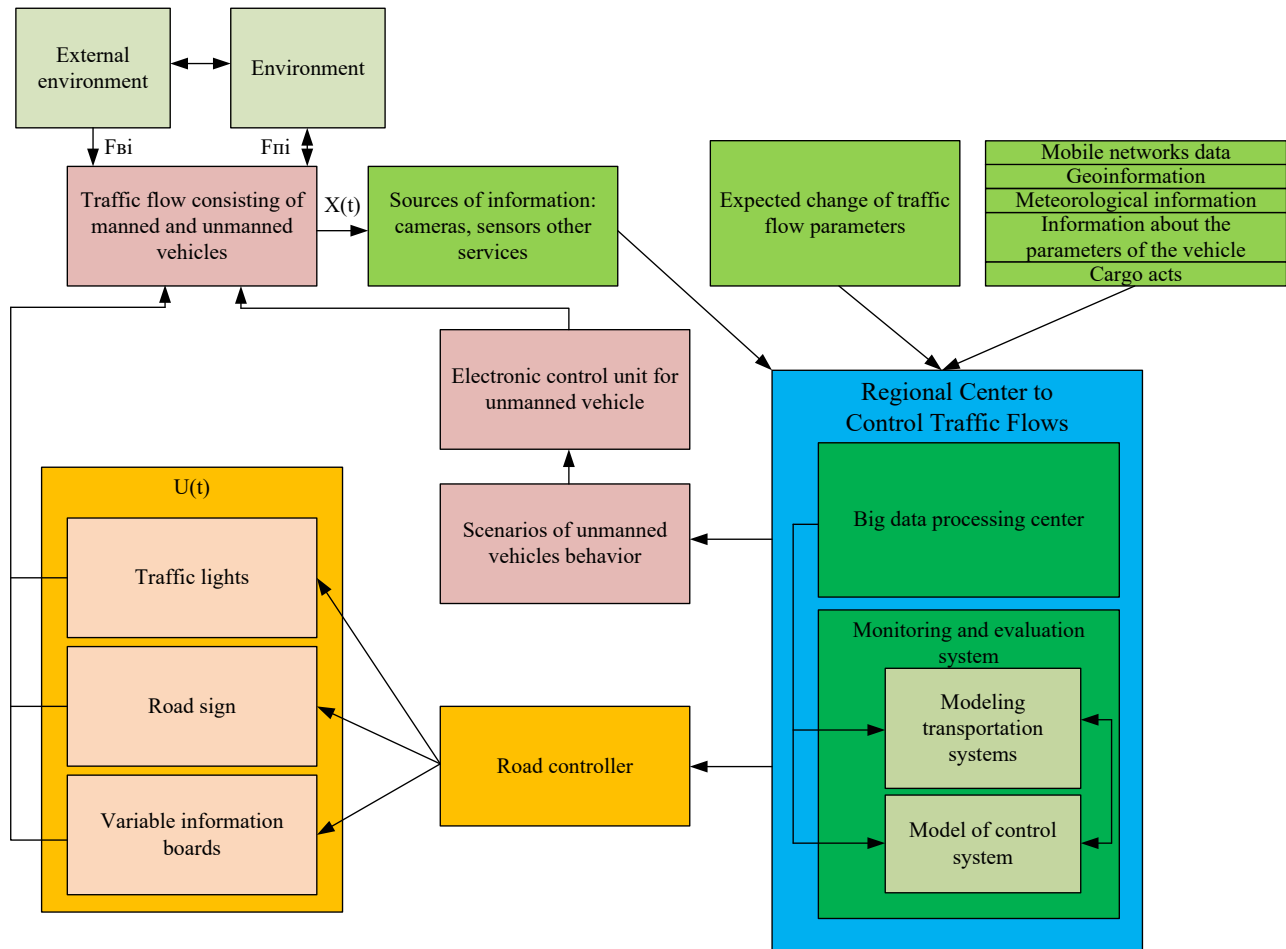 External
environment
Environment
Fвi
Fпi
Traffic flow consisting of
manned and unmanned
vehicles
X(t)
Sources of information:
cameras, sensors other
services
Expected change of traffic
flow parameters
Mobile networks data
Geoinformation
Meteorological information
Information about the
parameters of the vehicle
Cargo acts
Electronic control unit for
unmanned vehicle
Regional Center to
Control Traffic Flows
Big data processing center
Scenarios of unmanned
vehicles behavior
U(t)
Traffic lights
Road sign
Variable information
boards
Road controller
Monitoring and evaluation
system
Modeling
transportation
systems
Model of control
system